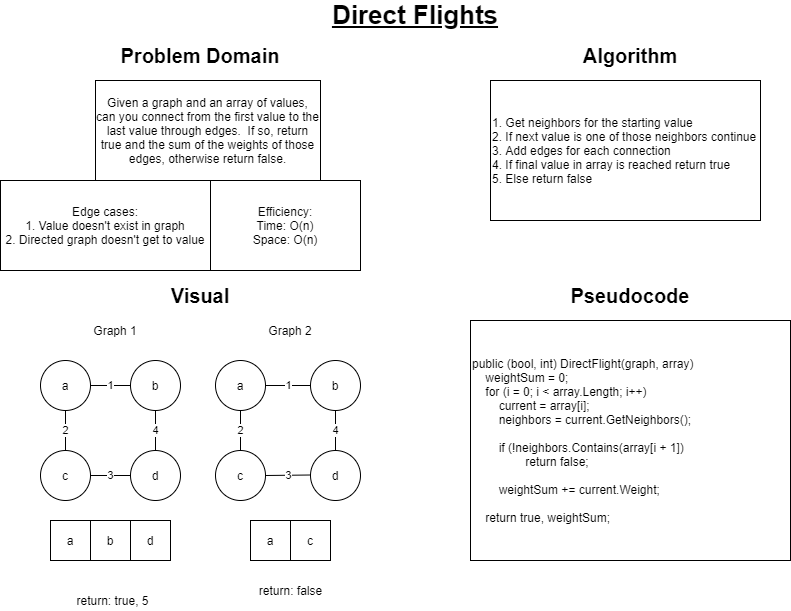 Direct Flights
Problem Domain
Given a graph and an array of values,
can you connect from the first value to the
last value through edges. If so, return
true and the sum of the weights of those
edges, otherwise return false.
Edge cases:
1. Value doesn't exist in graph
2. Directed graph doesn't get to value
Efficiency:
Time: O(n)
Space: O(n)
Algorithm
1. Get neighbors for the starting value
2. If next value is one of those neighbors continue
3. Add edges for each connection
4. If final value in array is reached return true
5. Else return false
Visual
Graph 1
a 1 b
2 4
c 3 d
a b d
return: true, 5
Graph 2
a 1 b
2 4
c 3 d
a c
return: false
Pseudocode
public (bool, int) DirectFlight(graph, array)
weightSum = 0;
for (i = 0; i < array.Length; i++)
current = array[i];
neighbors = current.GetNeighbors();
if (!neighbors.Contains(array[i + 1])
return false;
weightSum += current.Weight;
return true, weightSum;